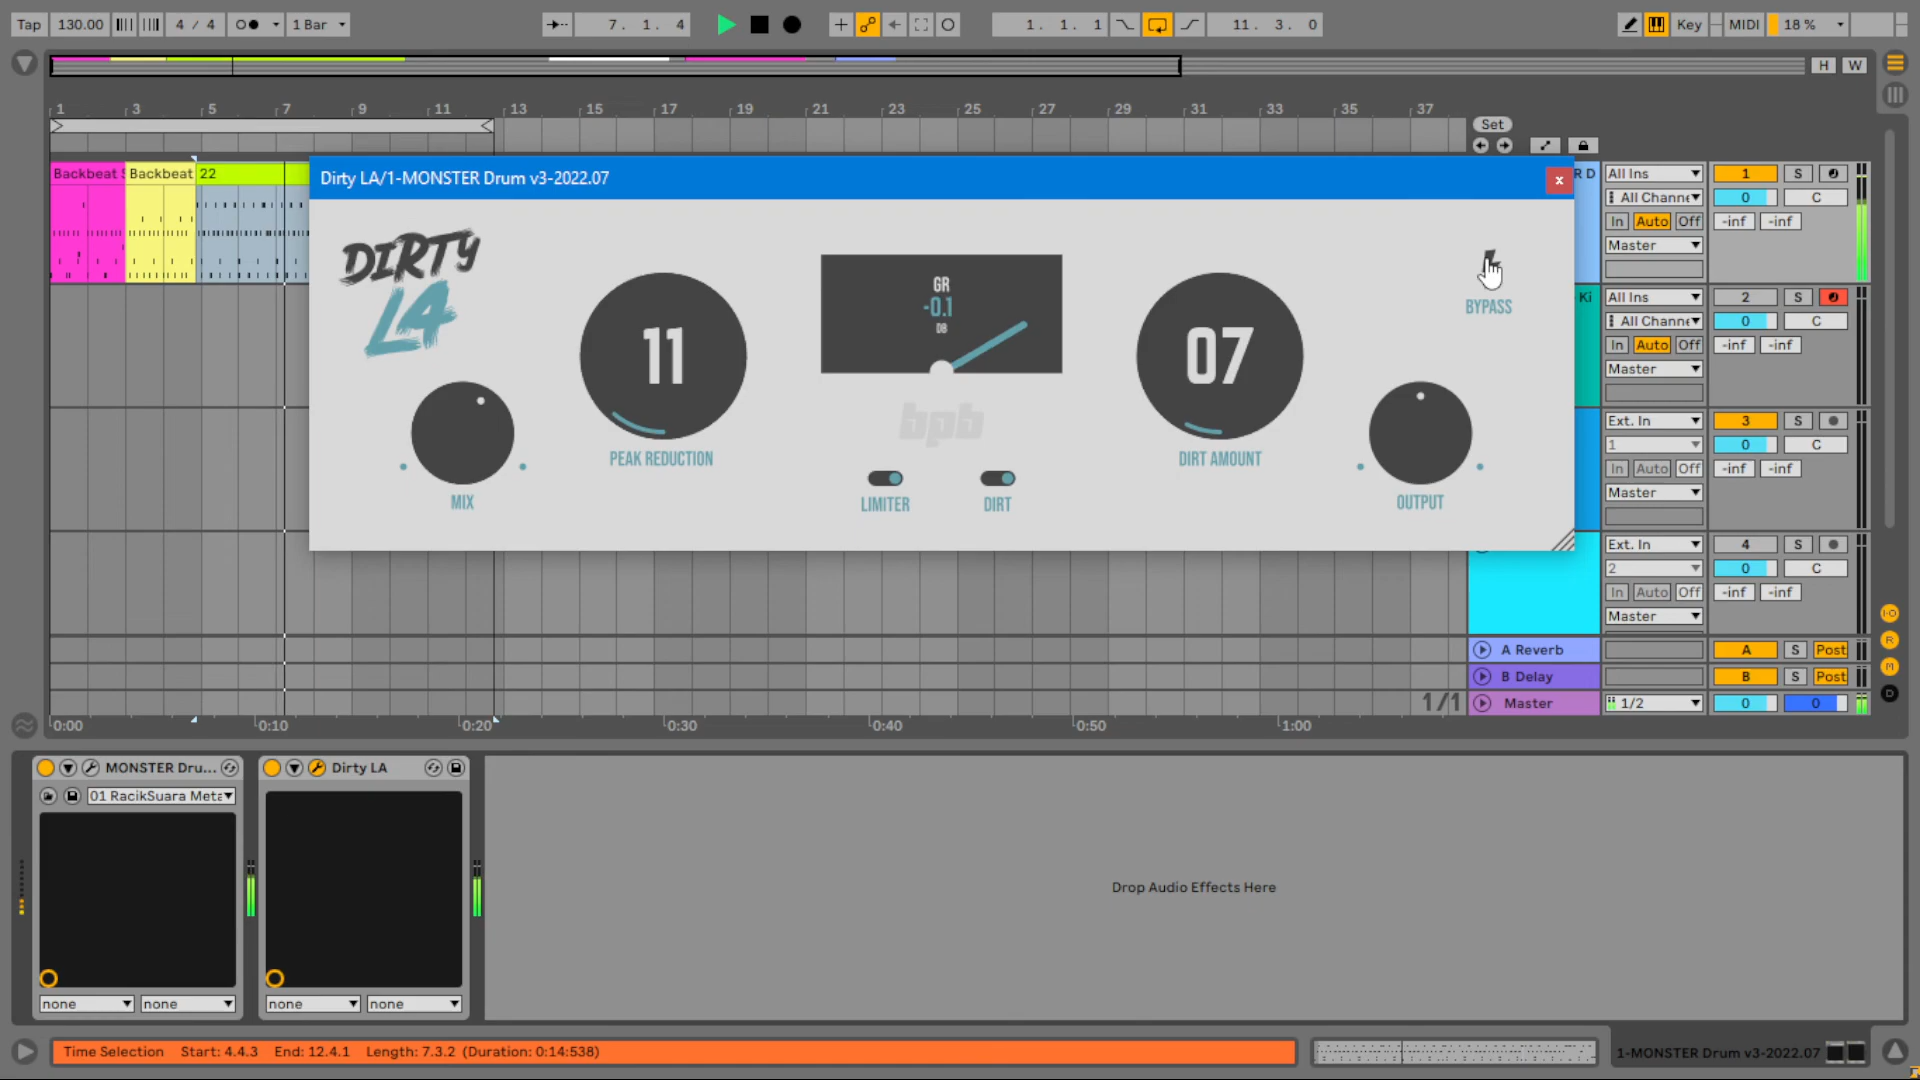 Tap 130.00 4 / 4 1 Bar 7. 1. 4 1. 1. 1 11. 3. 0 Key MIDI 18 %
H W
1 3 5 7 9 11 13 15 17 19 21 23 25 27 29 31 33 35 37
Set
Backbeat Backbeat 22
Dirty LA/1-MONSTER Drum v3-2022.07 x
R D All Ins 1 S
All Channe 0 C
In Auto Off -inf -inf
Master
DIRTY
LA
GR
-0.1
DB
BYPASS
11
07
PEAK REDUCTION
DIRT AMOUNT
bpb
MIX
LIMITER
DIRT
OUTPUT
Ki All Ins 2 S
All Channe 0 C
In Auto Off -inf -inf
Master
Ext. In 3 S
1 0 C
In Auto Off -inf -inf
Master
Ext. In 4 S
2 0 C
In Auto Off -inf -inf
Master
A Reverb A S Post
B Delay B S Post
1/1 Master 1/2 0 0
I·O
R
M
D
0:00 0:10 0:20 0:30 0:40 0:50 1:00
MONSTER Dru... Dirty LA
01 RacikSuara Meta
Drop Audio Effects Here
none none none none
Time Selection Start: 4.4.3 End: 12.4.1 Length: 7.3.2 (Duration: 0:14:538)
1-MONSTER Drum v3-2022.07